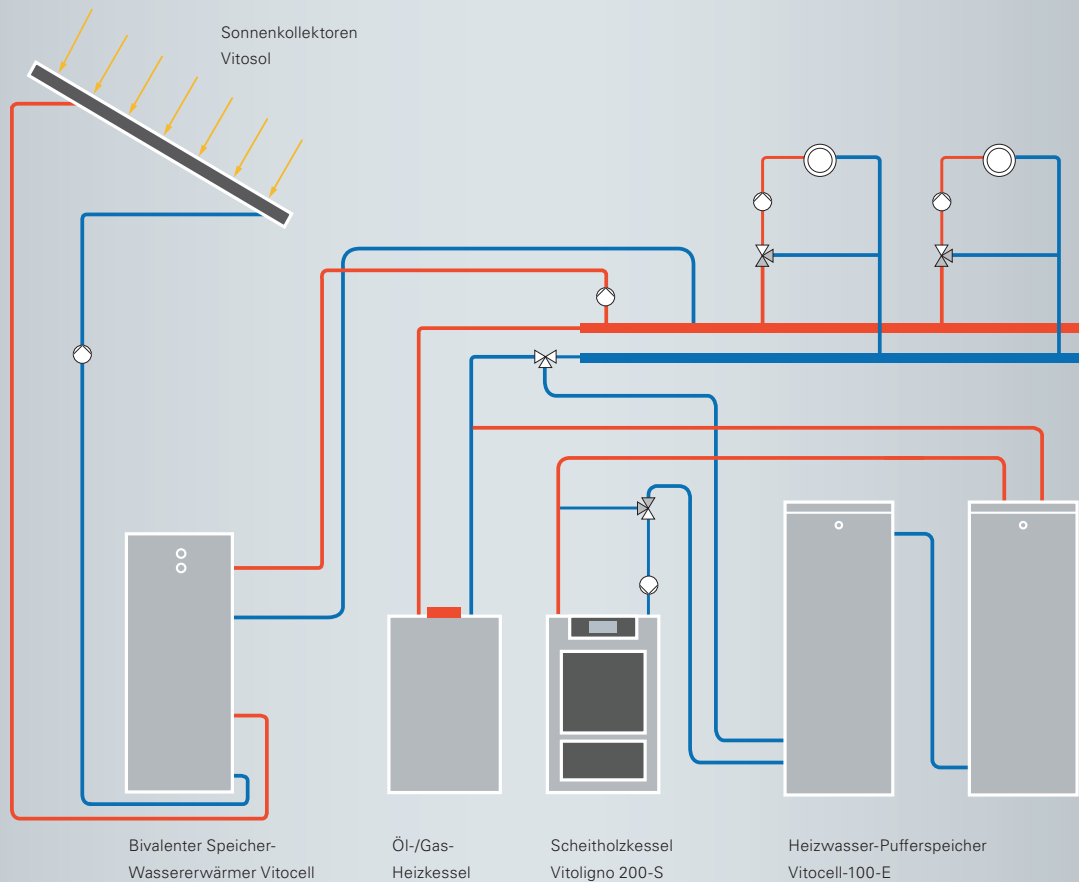 Sonnenkollektoren
Vitosol
Bivalenter Speicher-
Wassererwärmer Vitocell
Öl-/Gas-
Heizkessel
Scheitholzkessel
Vitoligno 200-S
Heizwasser-Pufferspeicher
Vitocell-100-E